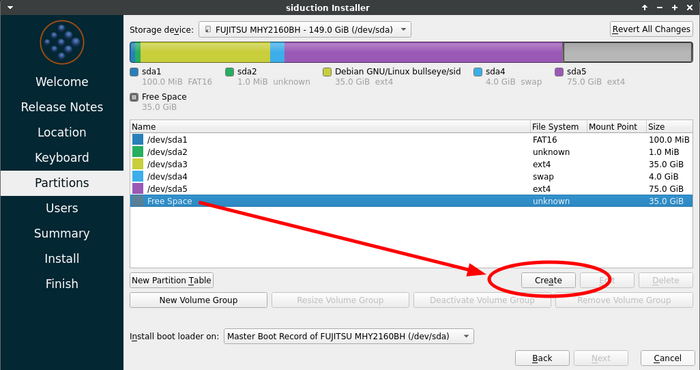 siduction Installer
Welcome
Release Notes
Location
Keyboard
Partitions
Users
Summary
Install
Finish
Storage device: FUJITSU MHY2160BH - 149.0 GiB (/dev/sda) Revert All Changes
sda1 sda2 Debian GNU/Linux bullseye/sid sda4 sda5
100.0 MiB FAT16 1.0 MiB unknown 35.0 GiB ext4 4.0 GiB swap 75.0 GiB ext4
Free Space
35.0 GiB
Name File System Mount Point Size
/dev/sda1 FAT16 100.0 MiB
/dev/sda2 unknown 1.0 MiB
/dev/sda3 ext4 35.0 GiB
/dev/sda4 swap 4.0 GiB
/dev/sda5 ext4 75.0 GiB
Free Space unknown 35.0 GiB
New Partition Table Create Delete
New Volume Group Resize Volume Group Deactivate Volume Group Remove Volume Group
Install boot loader on: Master Boot Record of FUJITSU MHY2160BH (/dev/sda)
Back Next Cancel